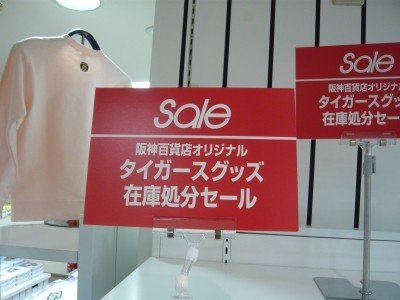 Sale
阪神百貨店オリジナル
タイガースグッズ
在庫処分セール
Sale
阪神百貨店オリジナル
タイガースグッ
在庫処分セー